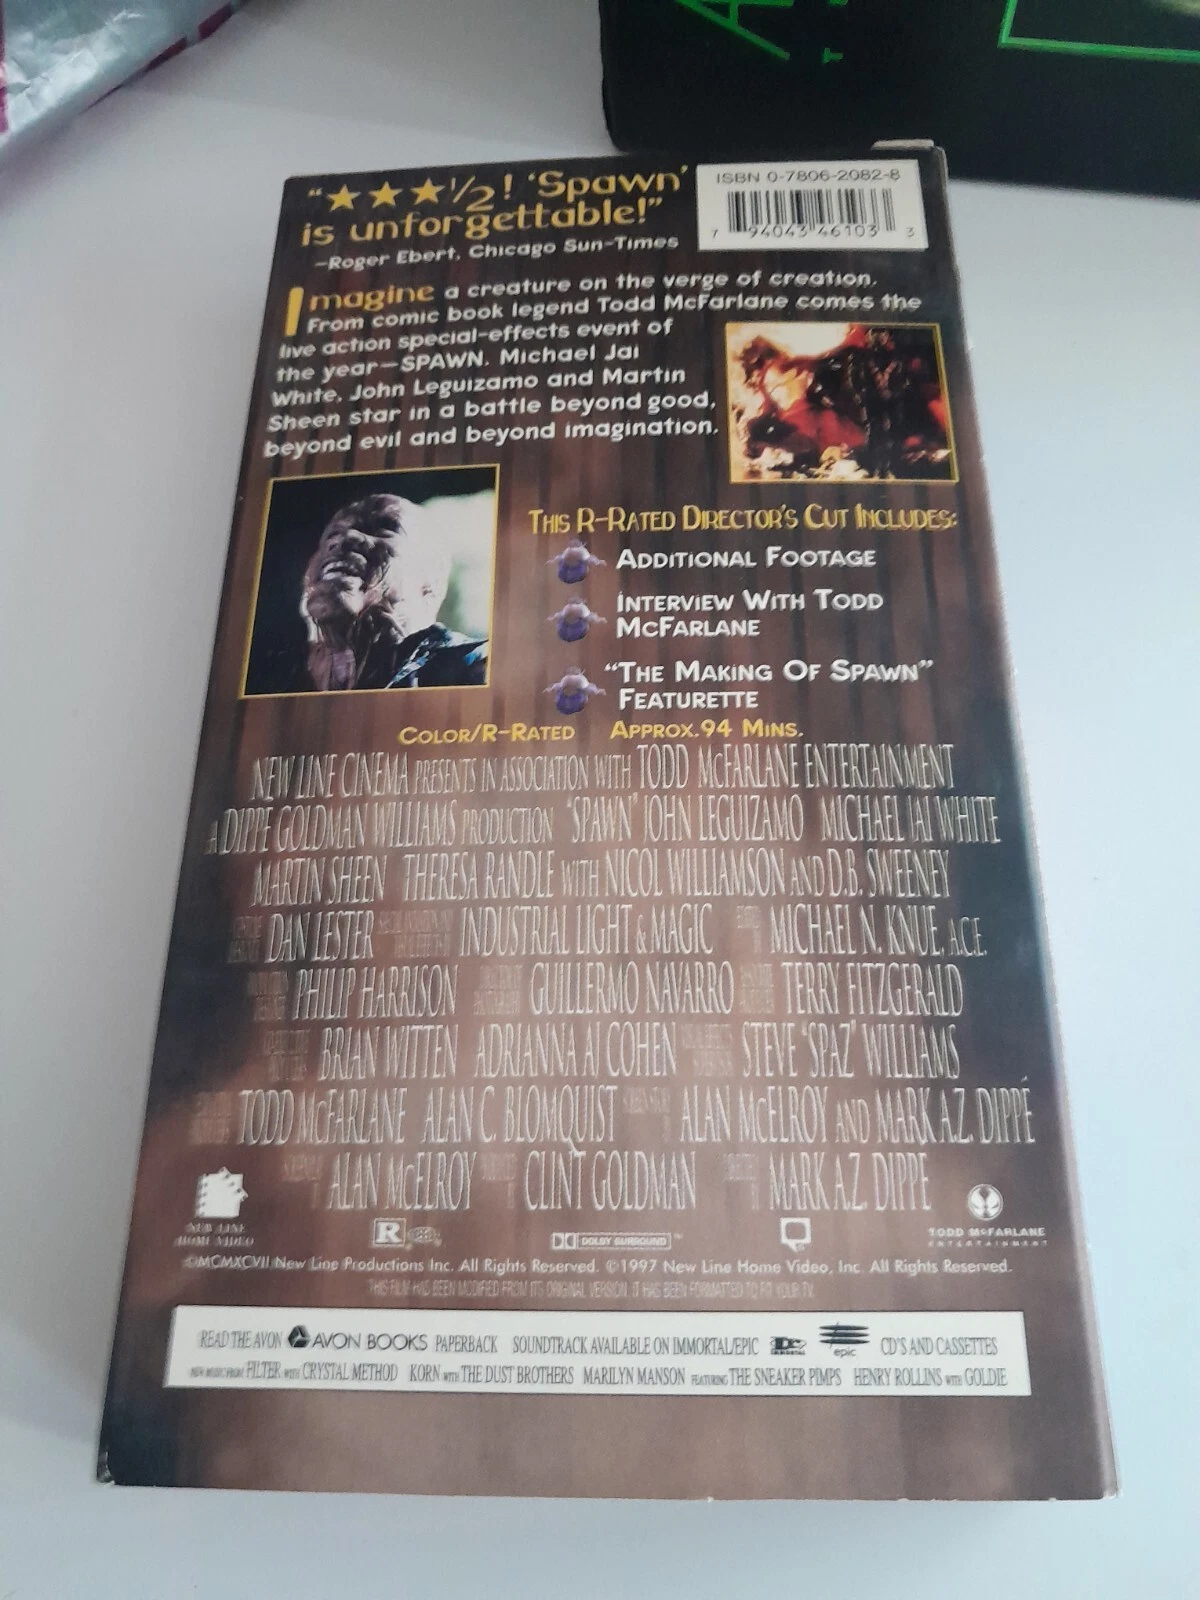 "★★★½! 'Spawn'
is unforgettable!"
–Roger Ebert, Chicago Sun-Times
ISBN 0-7806-2082-8
7 94043 46103 3
Imagine a creature on the verge of creation.
From comic book legend Todd McFarlane comes the
live action special-effects event of
the year—SPAWN. Michael Jai
White, John Leguizamo and Martin
Sheen star in a battle beyond good,
beyond evil and beyond imagination.
THIS R-RATED DIRECTOR'S CUT INCLUDES:
ADDITIONAL FOOTAGE
INTERVIEW WITH TODD
MCFARLANE
"THE MAKING OF SPAWN"
FEATURETTE
COLOR/R-RATED APPROX. 94 MINS.
NEW LINE CINEMA PRESENTS IN ASSOCIATION WITH TODD McFARLANE ENTERTAINMENT
A DIPPÉ GOLDMAN WILLIAMS PRODUCTION "SPAWN" JOHN LEGUIZAMO MICHAEL JAI WHITE
MARTIN SHEEN THERESA RANDLE WITH NICOL WILLIAMSON AND D.B. SWEENEY
DAN LESTER INDUSTRIAL LIGHT & MAGIC MICHAEL N. KNUE, A.C.E.
PHILIP HARRISON GUILLERMO NAVARRO TERRY FITZGERALD
BRIAN WITTEN ADRIANNA AJ COHEN STEVE "SPAZ" WILLIAMS
TODD McFARLANE ALAN C. BLOMQUIST ALAN McELROY AND MARK A.Z. DIPPÉ
ALAN McELROY CLINT GOLDMAN MARK A.Z. DIPPÉ
NEW LINE
HOME VIDEO
R
DOLBY SURROUND™
TODD McFARLANE
ENTERTAINMENT
©MCMXCVII New Line Productions Inc. All Rights Reserved. ©1997 New Line Home Video, Inc. All Rights Reserved.
THIS FILM HAS BEEN MODIFIED FROM ITS ORIGINAL VERSION. IT HAS BEEN FORMATTED TO FIT YOUR TV.
READ THE AVON AVON BOOKS PAPERBACK SOUNDTRACK AVAILABLE ON IMMORTAL/EPIC epic CD'S AND CASSETTES
NEW MUSIC FROM FILTER WITH CRYSTAL METHOD KORN WITH THE DUST BROTHERS MARILYN MANSON FEATURING THE SNEAKER PIMPS HENRY ROLLINS WITH GOLDIE